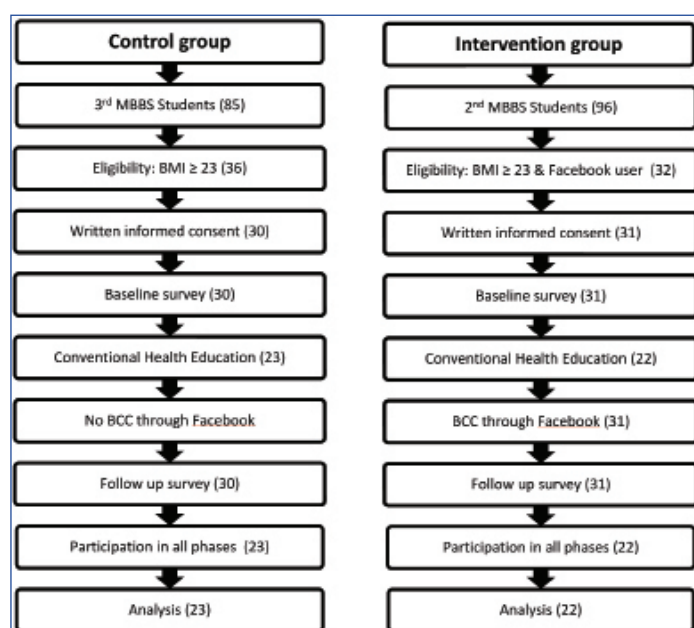 Control group
3rd MBBS Students (85)
Eligibility: BMI ≥ 23 (36)
Written informed consent (30)
Baseline survey (30)
Conventional Health Education (23)
No BCC through Facebook
Follow up survey (30)
Participation in all phases (23)
Analysis (23)
Intervention group
2nd MBBS Students (96)
Eligibility: BMI ≥ 23 & Facebook user (32)
Written informed consent (31)
Baseline survey (31)
Conventional Health Education (22)
BCC through Facebook (31)
Follow up survey (31)
Participation in all phases (22)
Analysis (22)